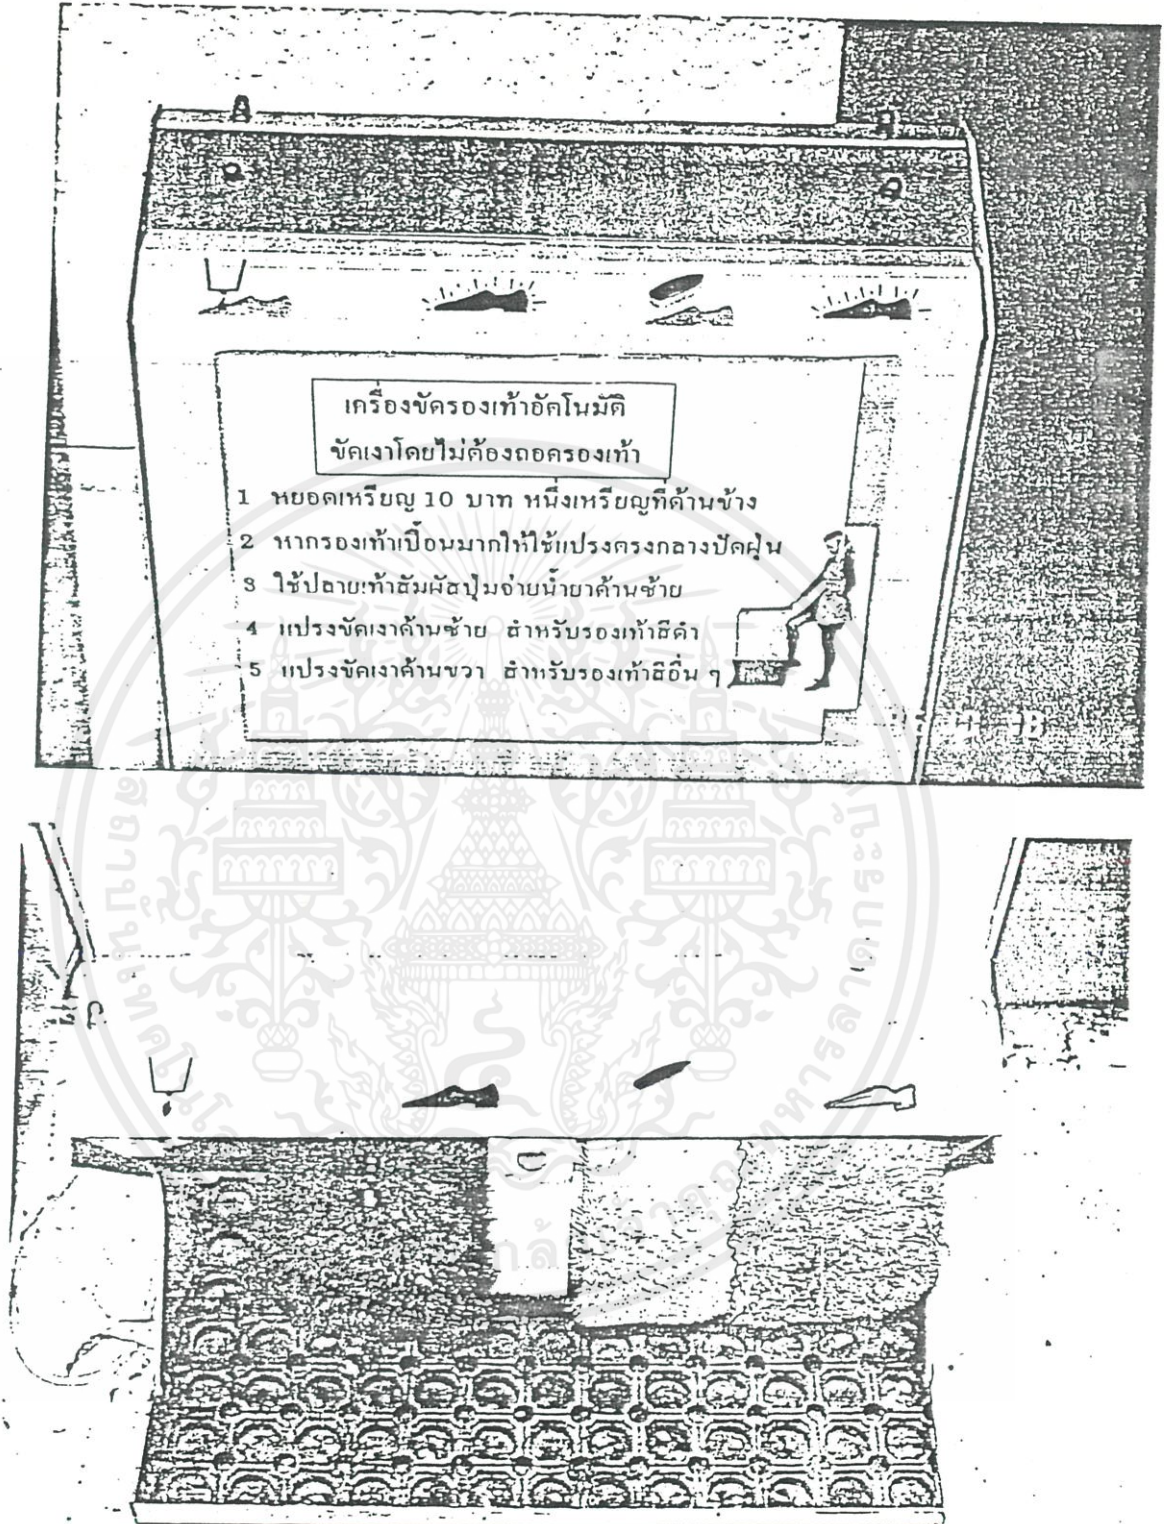 เครื่องขัดรองเท้าอัตโนมัติ
ขัดเงาโดยไม่ต้องถอดรองเท้า
1 หยอดเหรียญ 10 บาท หนึ่งเหรียญที่ด้านข้าง
2 หากรองเท้าเปื้อนมากให้ใช้แปรงตรงกลางปัดฝุ่น
3 ใช้ปลายเท้าสัมผัสปุ่มจ่ายน้ำยาด้านซ้าย
4 แปรงขัดเงาด้านซ้าย สำหรับรองเท้าสีดำ
5 แปรงขัดเงาด้านขวา สำหรับรองเท้าสีอื่น ๆ